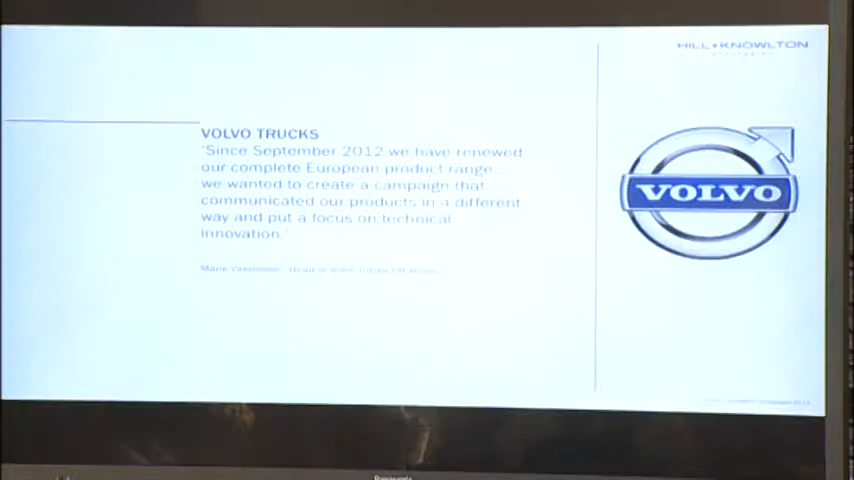 HILL+KNOWLTON
VOLVO TRUCKS
'Since September 2012 we have renewed
our complete European product range
we wanted to create a campaign that
communicated our products in a different
way and put a focus on technical
innovation.'
VOLVO
Panasonic